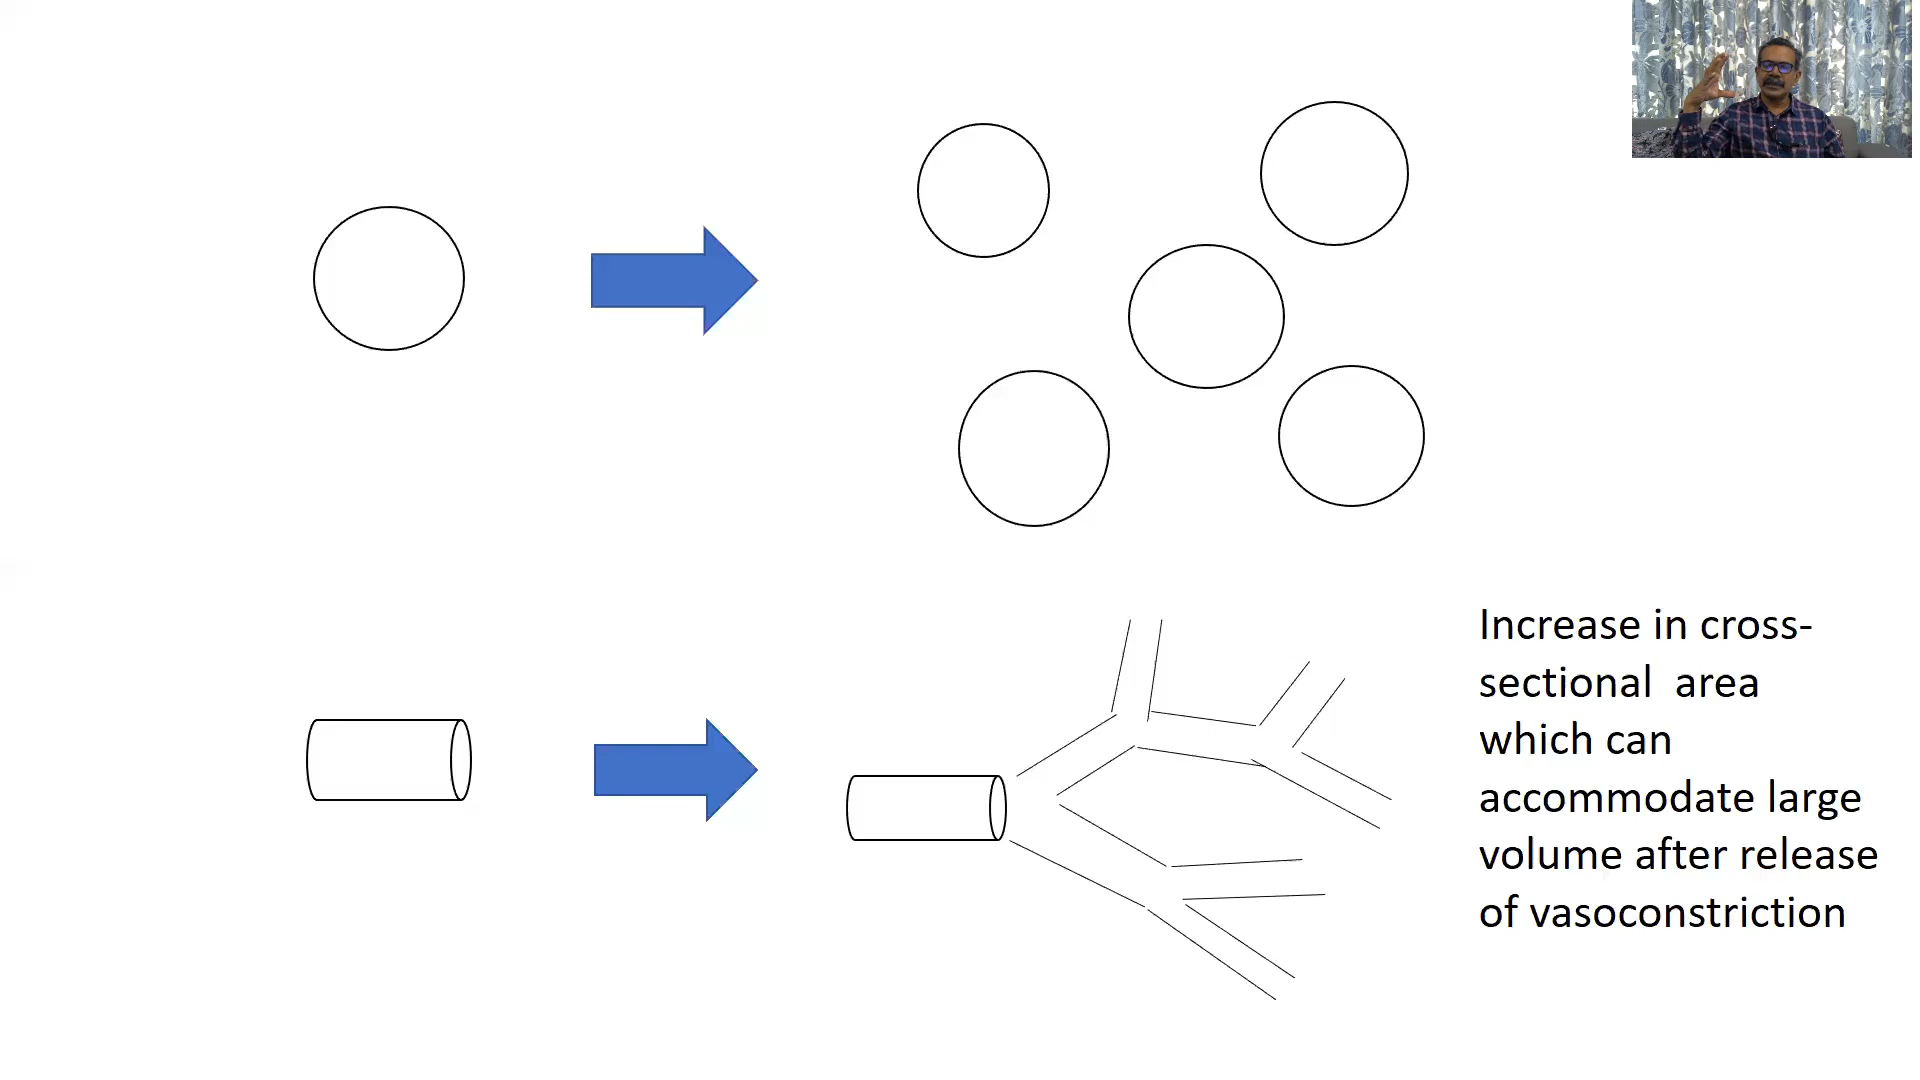 Increase in cross-
sectional  area
which can
accommodate large
volume after release
of vasoconstriction